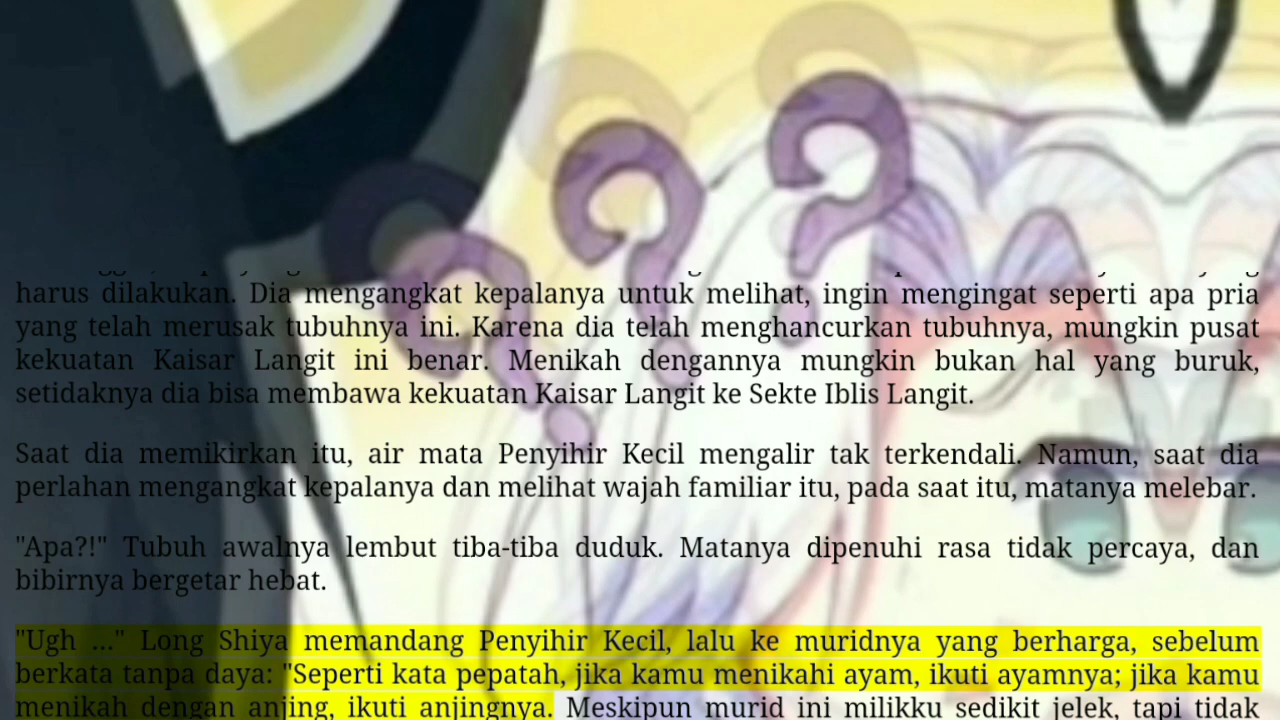 harus dilakukan. Dia mengangkat kepalanya untuk melihat, ingin mengingat seperti apa pria
yang telah merusak tubuhnya ini. Karena dia telah menghancurkan tubuhnya, mungkin pusat
kekuatan Kaisar Langit ini benar. Menikah dengannya mungkin bukan hal yang buruk,
setidaknya dia bisa membawa kekuatan Kaisar Langit ke Sekte Iblis Langit.
Saat dia memikirkan itu, air mata Penyihir Kecil mengalir tak terkendali. Namun, saat dia
perlahan mengangkat kepalanya dan melihat wajah familiar itu, pada saat itu, matanya melebar.
"Apa?!" Tubuh awalnya lembut tiba-tiba duduk. Matanya dipenuhi rasa tidak percaya, dan
bibirnya bergetar hebat.
"Ugh ..." Long Shiya memandang Penyihir Kecil, lalu ke muridnya yang berharga, sebelum
berkata tanpa daya: "Seperti kata pepatah, jika kamu menikahi ayam, ikuti ayamnya; jika kamu
menikah dengan anjing, ikuti anjingnya. Meskipun murid ini milikku sedikit jelek, tapi tidak